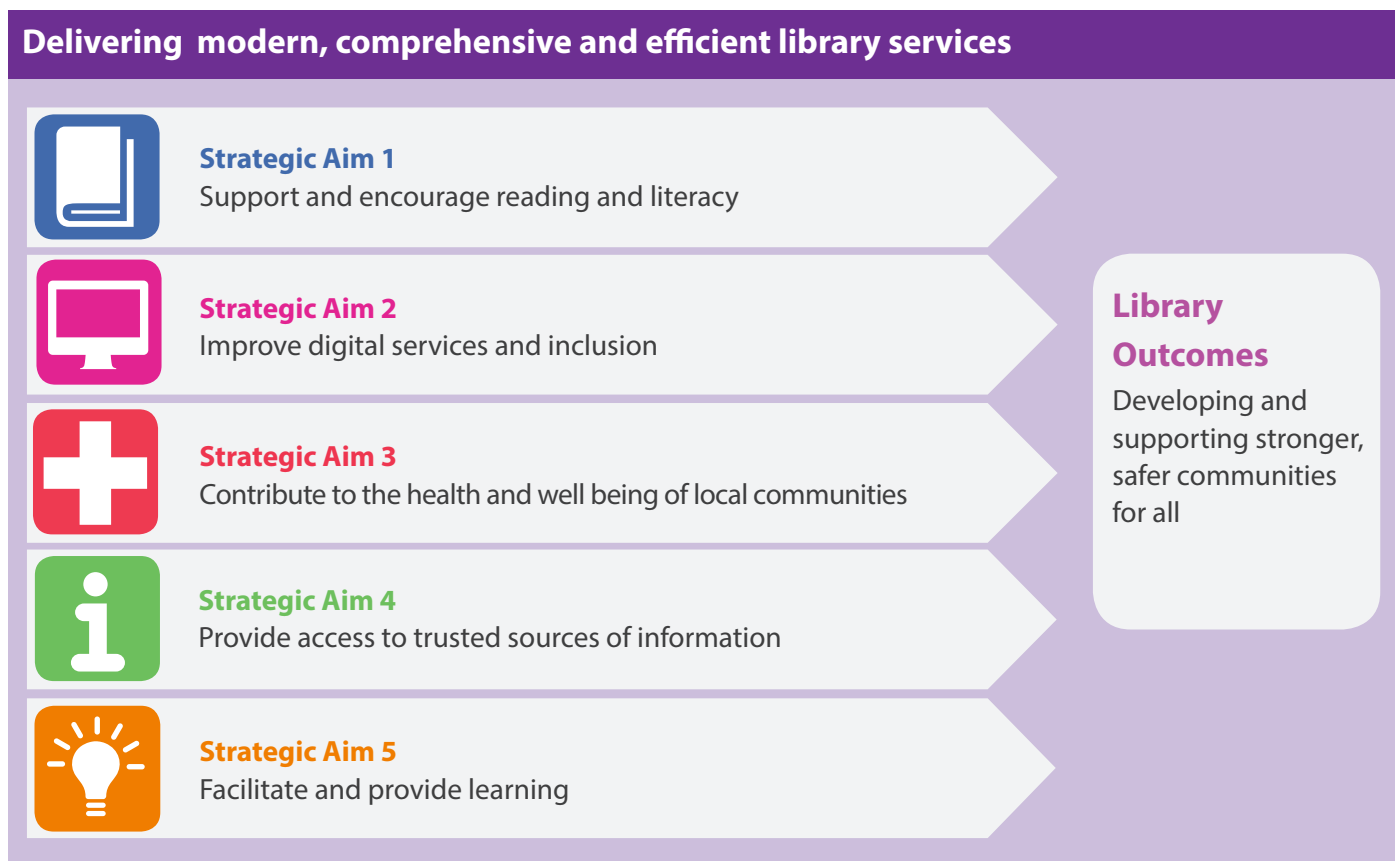 Delivering modern, comprehensive and efficient library services
Strategic Aim 1
Support and encourage reading and literacy
Strategic Aim 2
Improve digital services and inclusion
Strategic Aim 3
Contribute to the health and well being of local communities
Strategic Aim 4
Provide access to trusted sources of information
Strategic Aim 5
Facilitate and provide learning
Library
Outcomes
Developing and
supporting stronger,
safer communities
for all